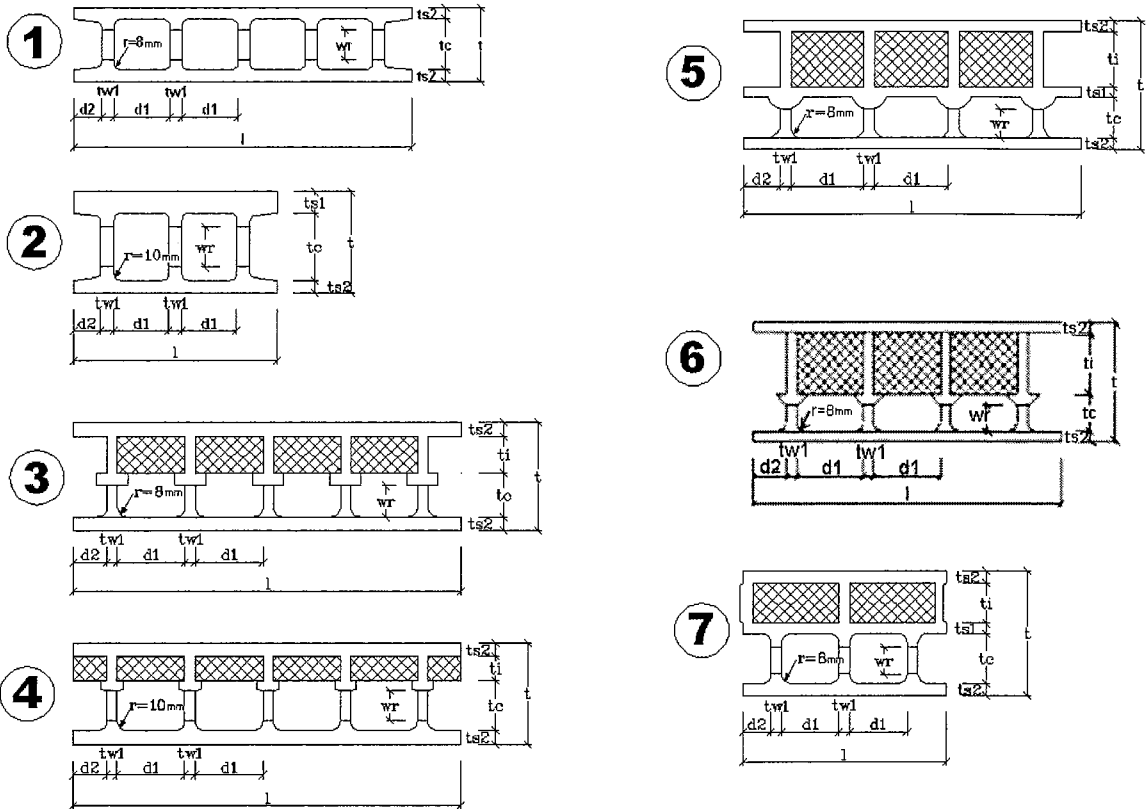 1
r=8mm
wr
ts2
tc
t
ts2
tw1 tw1
d2 d1 d1
l
2
r=10mm
wr
ts1
tc
t
ts2
tw1 tw1
d2 d1 d1
l
3
r=8mm
wr
ts2
ti
tc
t
ts2
tw1 tw1
d2 d1 d1
l
4
r=10mm
wr
ts2
ti
tc
t
ts2
tw1 tw1
d2 d1 d1
l
5
r=8mm
wr
ts2
ti
ts1
tc
t
ts2
tw1 tw1
d2 d1 d1
l
6
r=8mm
wr
ts2
ti
tc
t
ts2
tw1 tw1
d2 d1 d1
l
7
r=8mm
wr
ts2
ti
ts1
tc
t
ts2
tw1 tw1
d2 d1 d1
l